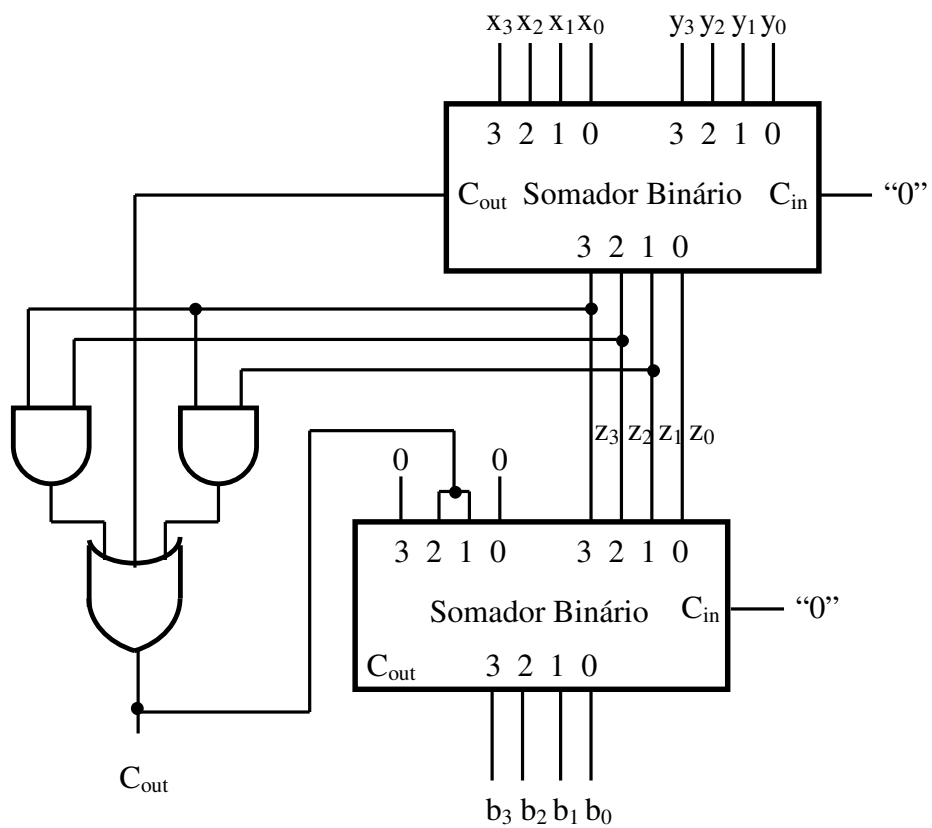 x₃ x₂ x₁ x₀ y₃ y₂ y₁ y₀
3 2 1 0 3 2 1 0
Cout Somador Binário Cin “0”
3 2 1 0
z₃ z₂ z₁ z₀
0 0
3 2 1 0 3 2 1 0
Somador Binário Cin “0”
Cout 3 2 1 0
Cout
b₃ b₂ b₁ b₀